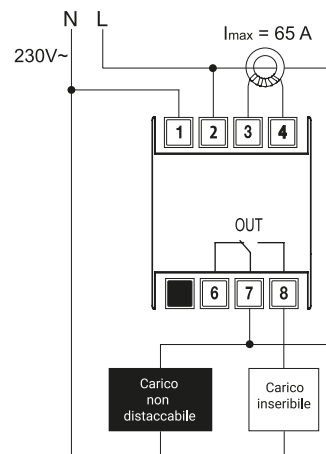 N L
Imax = 65 A
230V~
1 2 3 4
OUT
6 7 8
Carico
non
distaccabile
Carico
inseribile